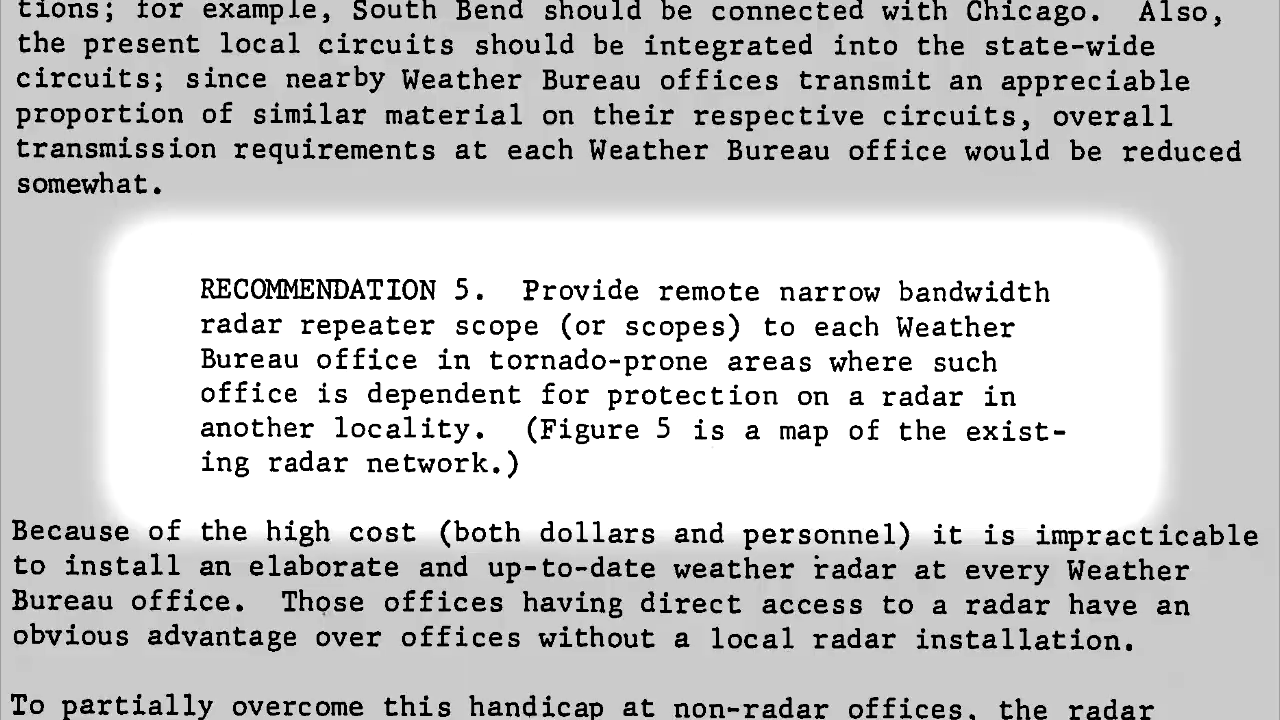 tions; for example, South Bend should be connected with Chicago. Also,
the present local circuits should be integrated into the state-wide
circuits; since nearby Weather Bureau offices transmit an appreciable
proportion of similar material on their respective circuits, overall
transmission requirements at each Weather Bureau office would be reduced
somewhat.
RECOMMENDATION 5. Provide remote narrow bandwidth
radar repeater scope (or scopes) to each Weather
Bureau office in tornado-prone areas where such
office is dependent for protection on a radar in
another locality. (Figure 5 is a map of the exist-
ing radar network.)
Because of the high cost (both dollars and personnel) it is impracticable
to install an elaborate and up-to-date weather radar at every Weather
Bureau office. Those offices having direct access to a radar have an
obvious advantage over offices without a local radar installation.
To partially overcome this handicap at non-radar offices, the radar